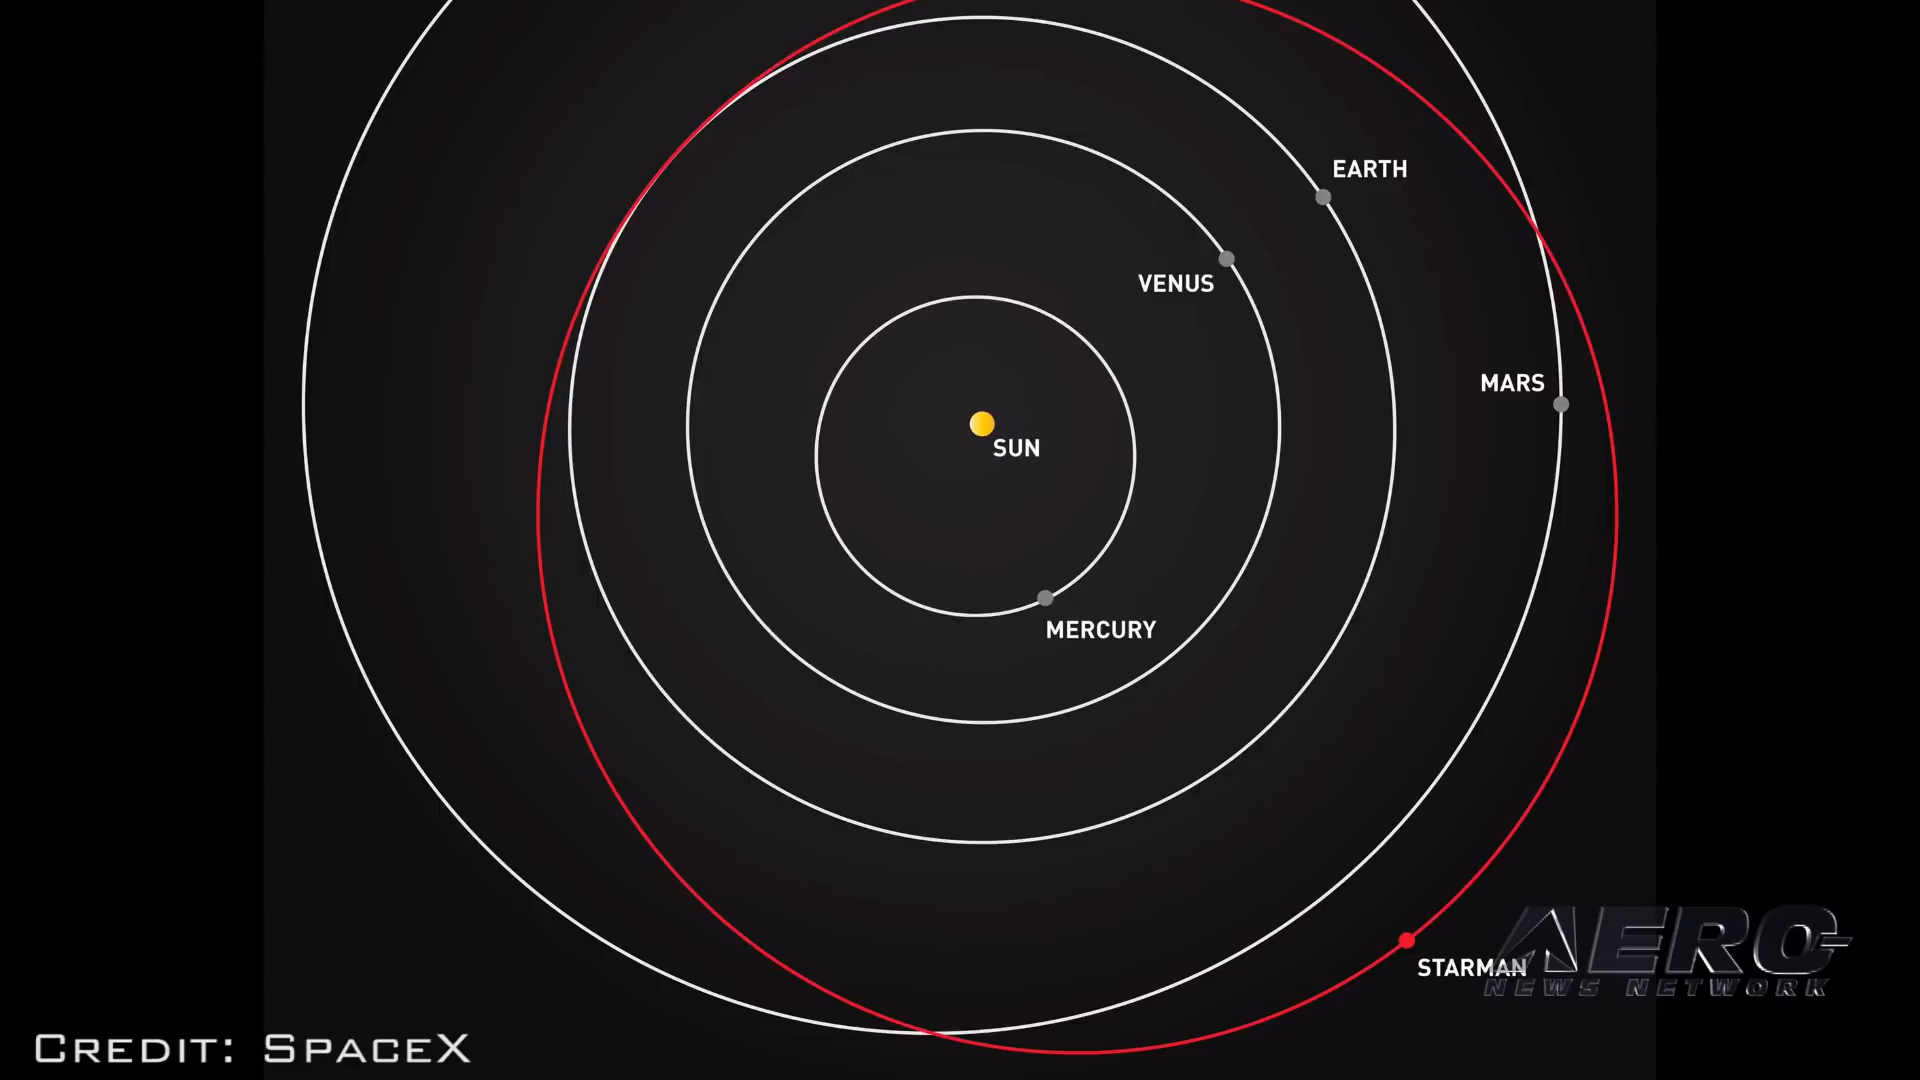 EARTH
VENUS
MARS
SUN
MERCURY
STARMAN
AERO
NEWS NETWORK
CREDIT: SPACEX